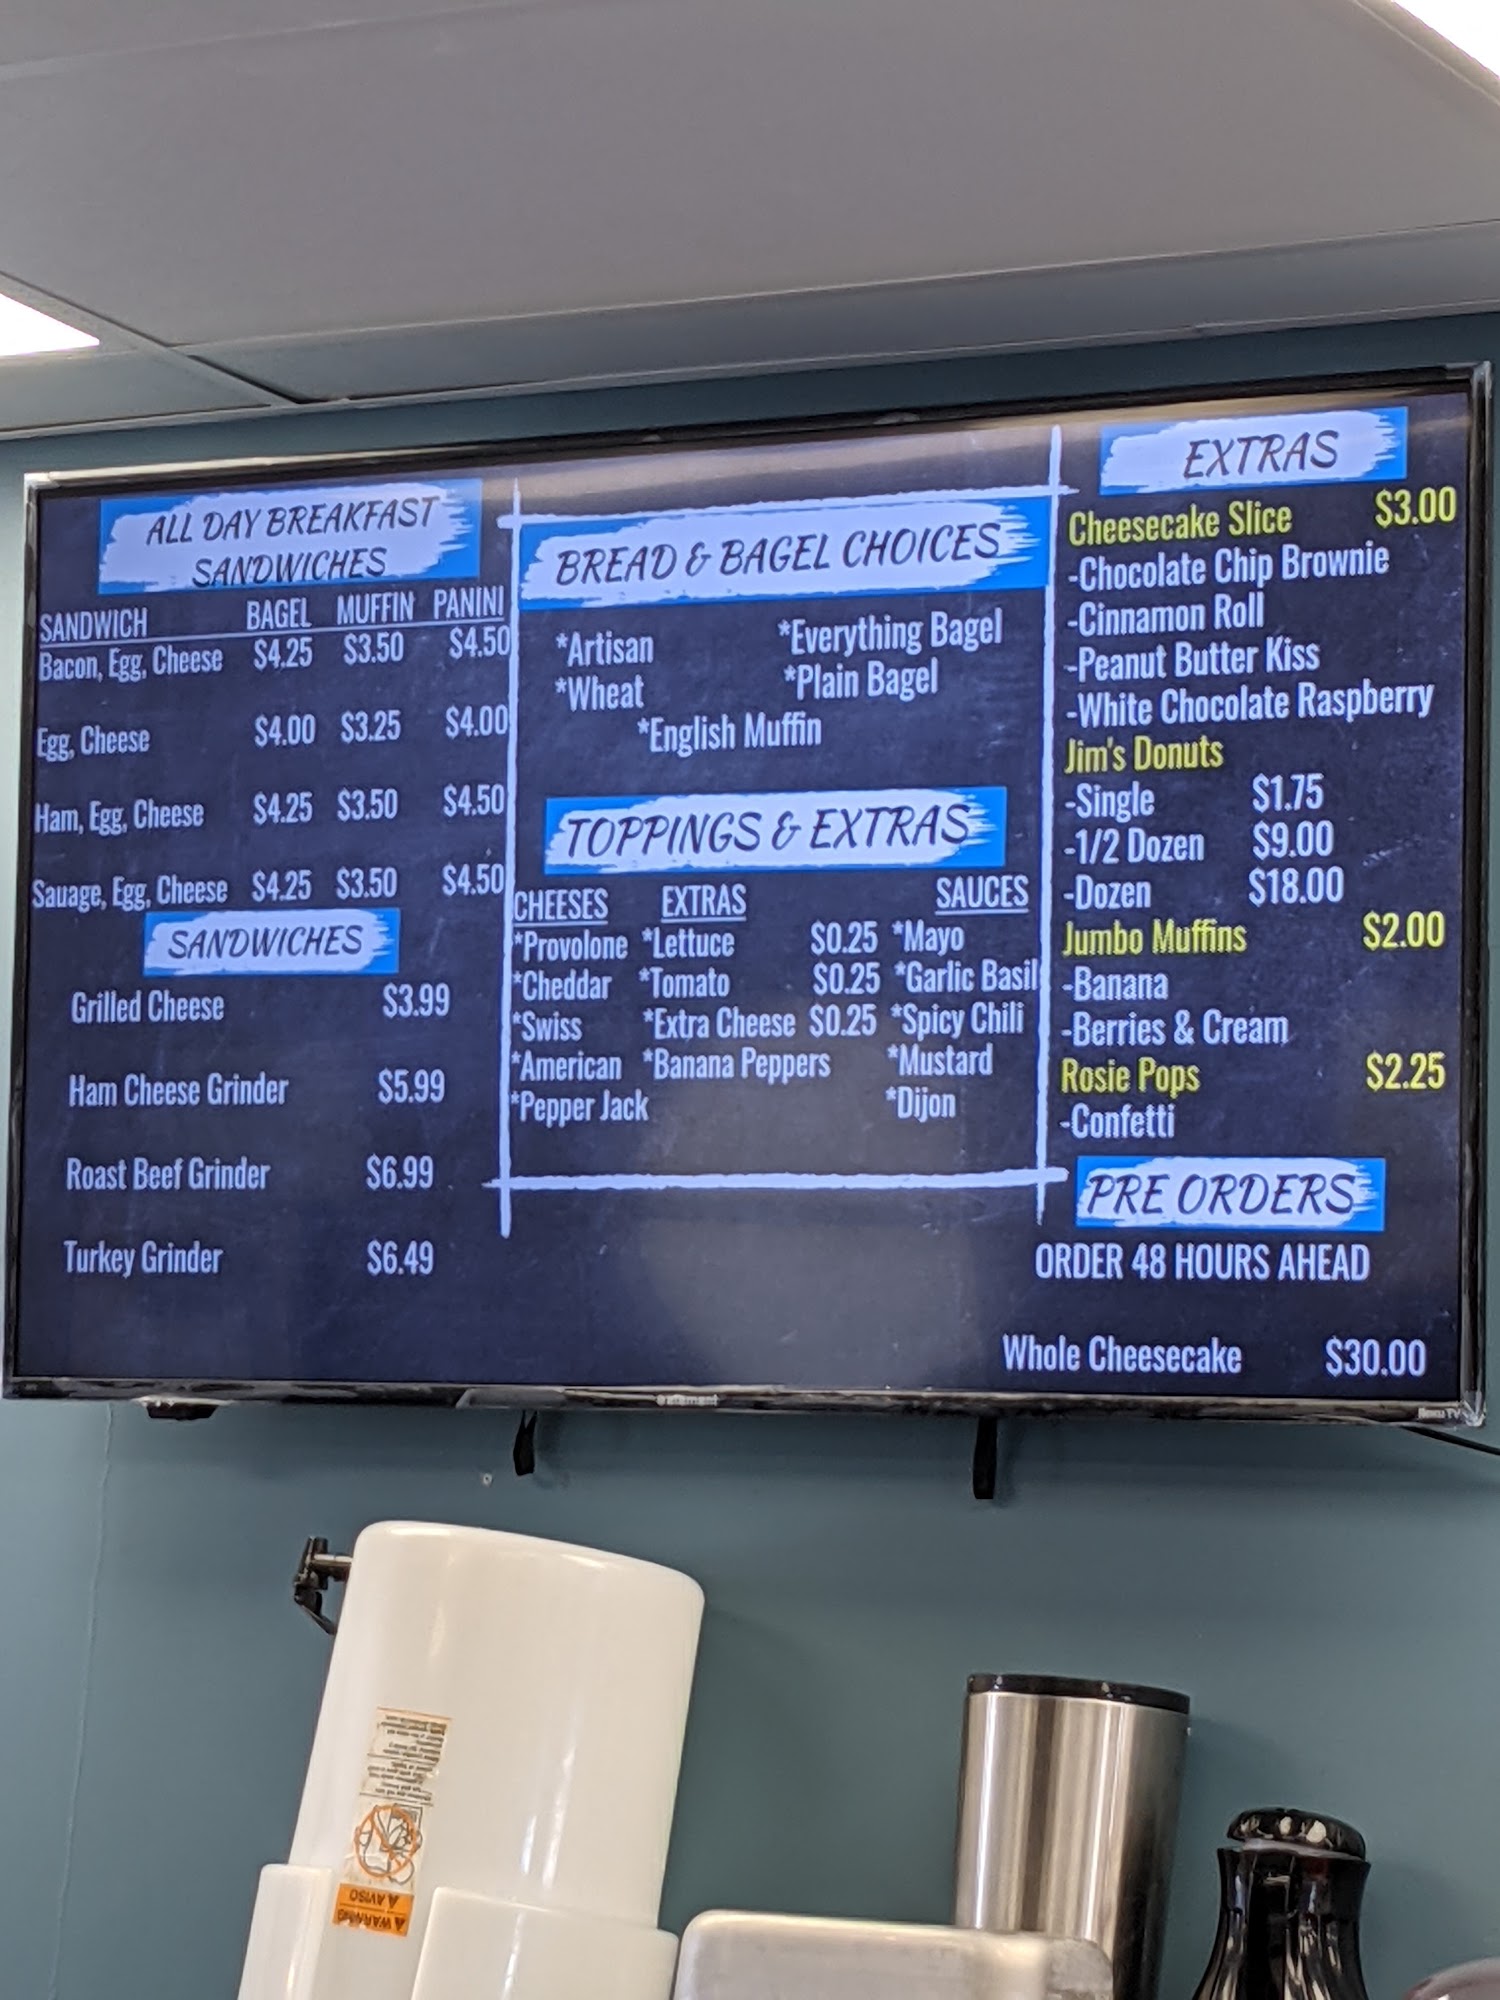 ALL DAY BREAKFAST
SANDWICHES
SANDWICH BAGEL MUFFIN PANINI
Bacon, Egg, Cheese $4.25 $3.50 $4.50
Egg, Cheese $4.00 $3.25 $4.00
Ham, Egg, Cheese $4.25 $3.50 $4.50
Sauage, Egg, Cheese $4.25 $3.50 $4.50
SANDWICHES
Grilled Cheese $3.99
Ham Cheese Grinder $5.99
Roast Beef Grinder $6.99
Turkey Grinder $6.49
BREAD & BAGEL CHOICES
*Artisan *Everything Bagel
*Wheat *Plain Bagel
*English Muffin
TOPPINGS & EXTRAS
CHEESES EXTRAS SAUCES
*Provolone *Lettuce $0.25 *Mayo
*Cheddar *Tomato $0.25 *Garlic Basil
*Swiss *Extra Cheese $0.25 *Spicy Chili
*American *Banana Peppers *Mustard
*Pepper Jack *Dijon
EXTRAS
Cheesecake Slice $3.00
-Chocolate Chip Brownie
-Cinnamon Roll
-Peanut Butter Kiss
-White Chocolate Raspberry
Jim's Donuts
-Single $1.75
-1/2 Dozen $9.00
-Dozen $18.00
Jumbo Muffins $2.00
-Banana
-Berries & Cream
Rosie Pops $2.25
-Confetti
PRE ORDERS
ORDER 48 HOURS AHEAD
Whole Cheesecake $30.00
Roku TV
WARNING
AVISO